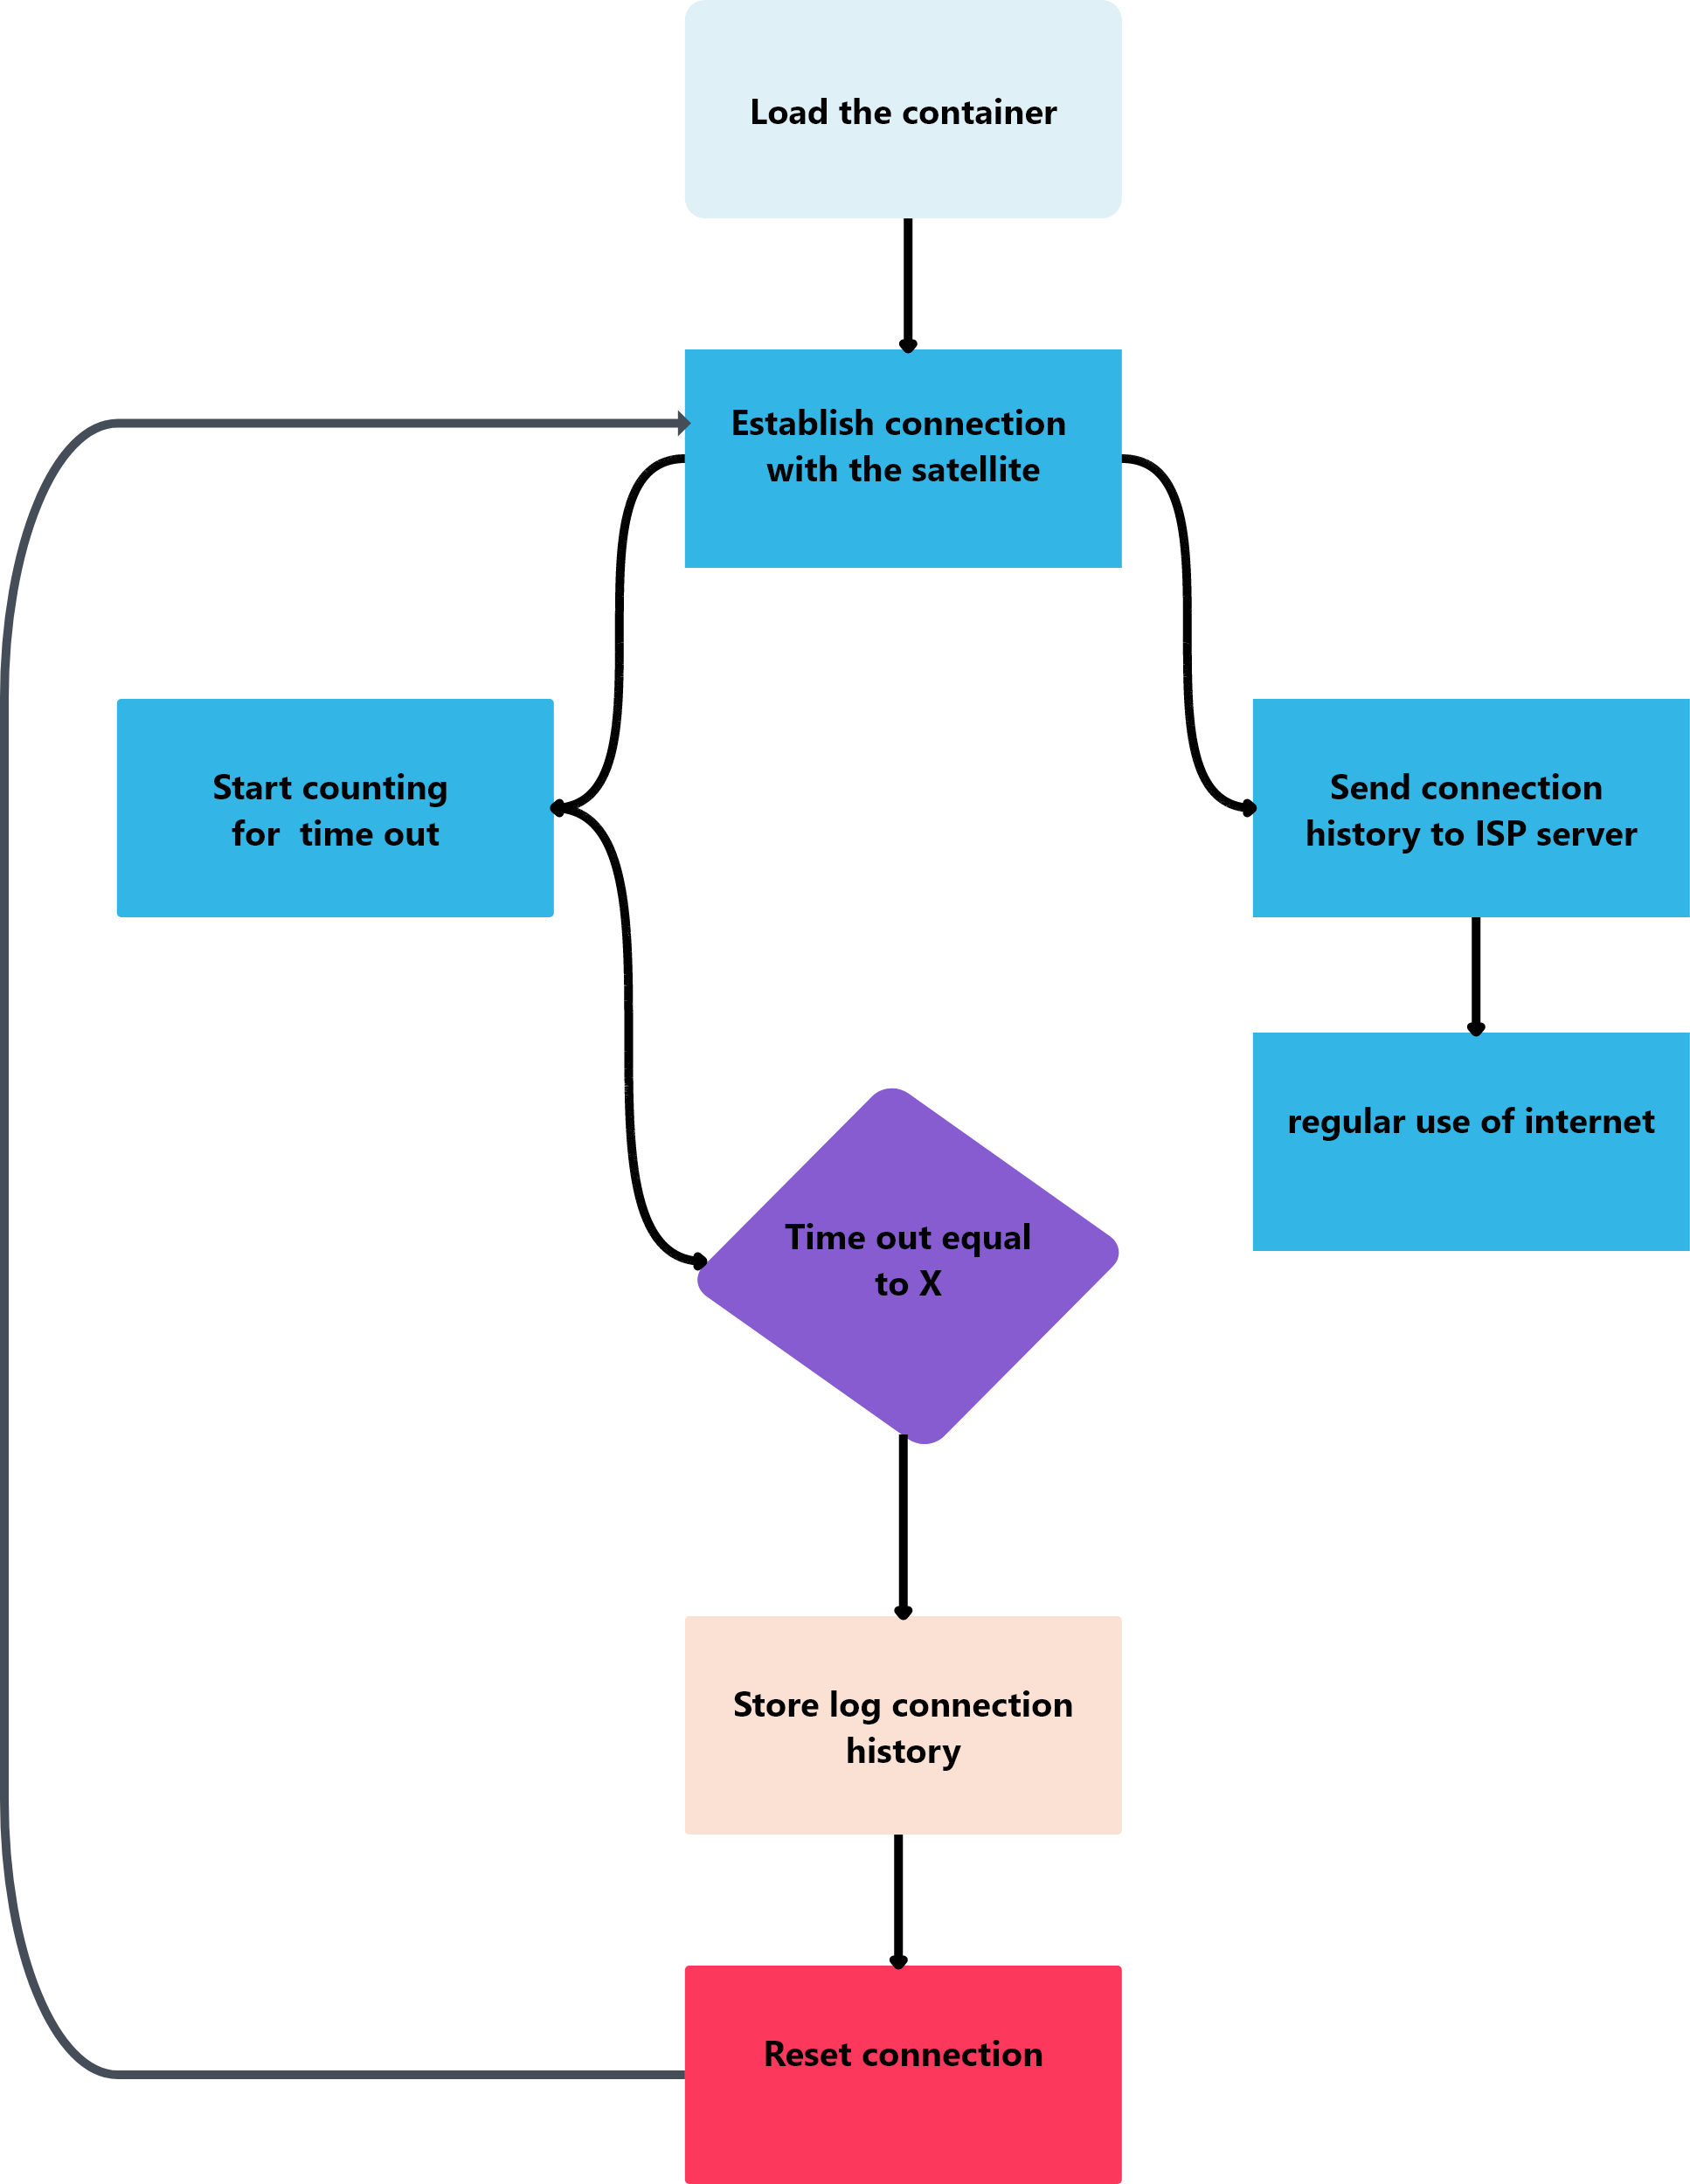 Load the container
Establish connection
with the satellite
Start counting
for  time out
Send connection
history to ISP server
regular use of internet
Time out equal
to X
Store log connection
history
Reset connection